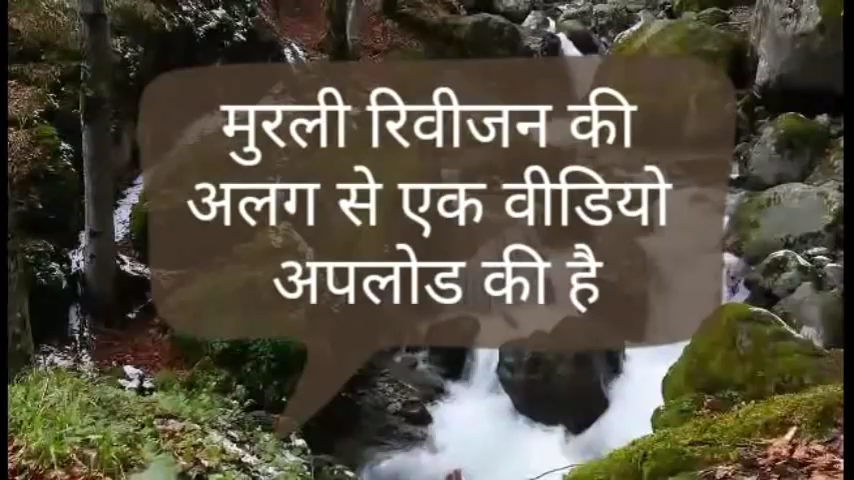 मुरली रिवीजन की
अलग से एक वीडियो
अपलोड की है